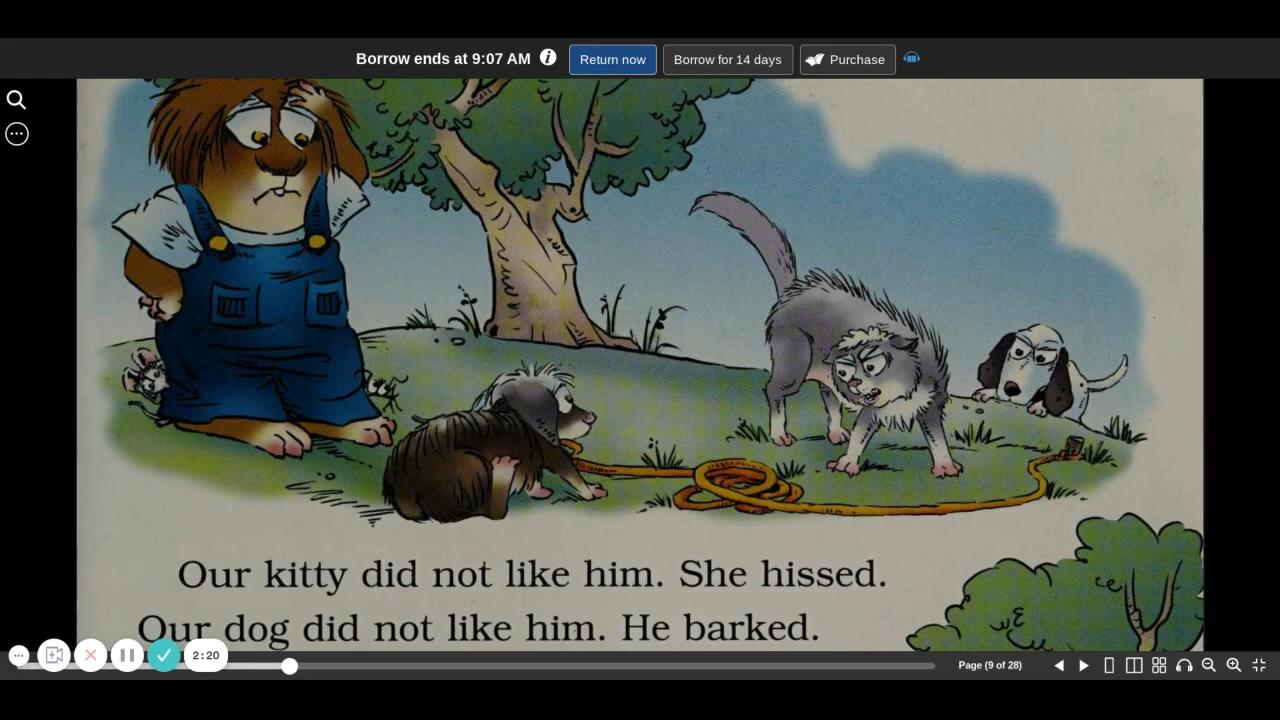 Borrow ends at 9:07 AM
Return now
Borrow for 14 days
Purchase
Our kitty did not like him. She hissed.
Our dog did not like him. He barked.
2:20
Page (9 of 28)